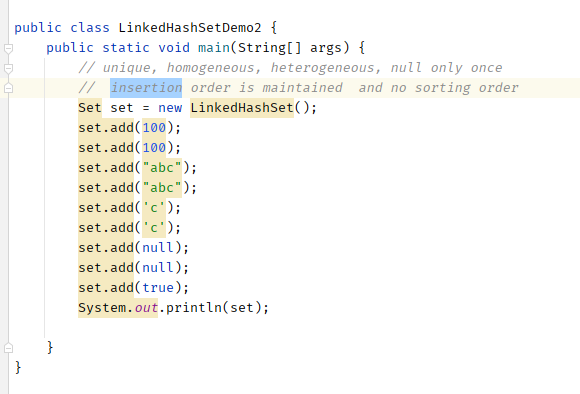 public class LinkedHashSetDemo2 {
    public static void main(String[] args) {
        // unique, homogeneous, heterogeneous, null only once
        //  insertion order is maintained  and no sorting order
        Set set = new LinkedHashSet();
        set.add(100);
        set.add(100);
        set.add("abc");
        set.add("abc");
        set.add('c');
        set.add('c');
        set.add(null);
        set.add(null);
        set.add(true);
        System.out.println(set);
    }
}